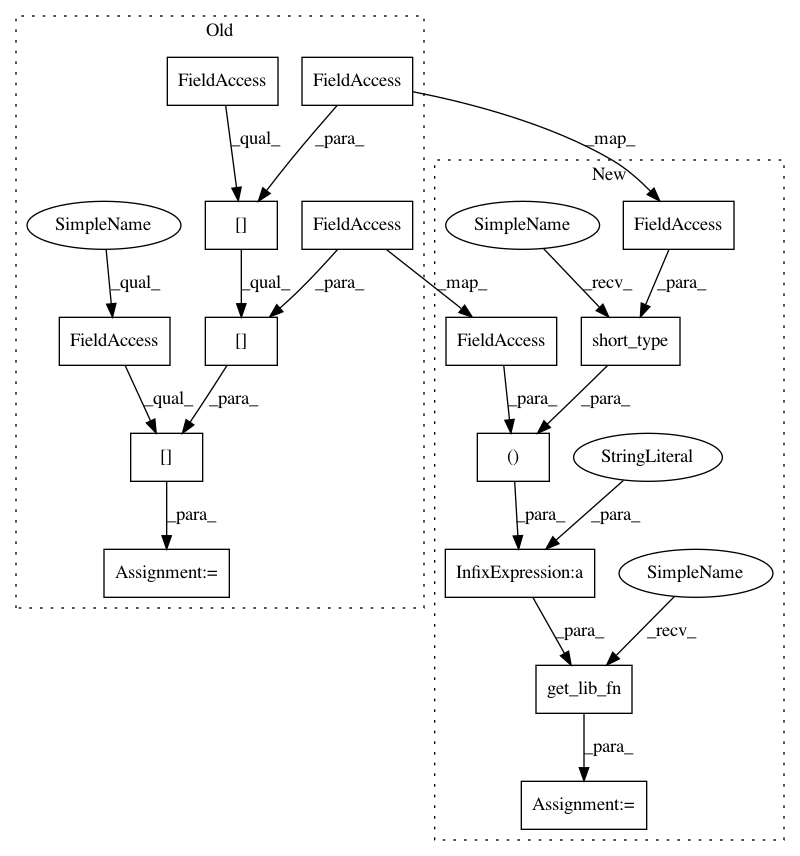 Old
FieldAccess
FieldAccess
_qual_
_para_
_map_
New
SimpleName
[]
FieldAccess
SimpleName
FieldAccess
_qual_
_qual_
_para_
_map_
_recv_
_para_
FieldAccess
[]
FieldAccess
short_type
_qual_
_para_
_para_
_para_
[]
()
StringLiteral
_para_
_para_
_para_
Assignment:=
InfixExpression:a
SimpleName
_para_
_recv_
get_lib_fn
_para_
Assignment:=